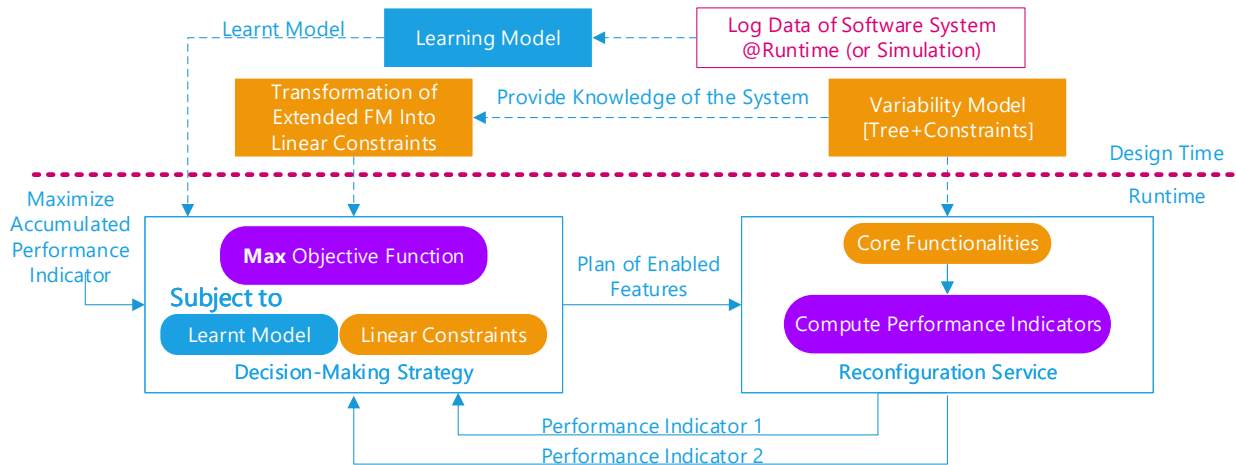 Learnt Model
Learning Model
Log Data of Software System
@Runtime (or Simulation)
Transformation of
Extended FM Into
Linear Constraints
Provide Knowledge of the System
Variability Model
[Tree+Constraints]
Design Time
Runtime
Maximize
Accumulated
Performance
Indicator
Max Objective Function
Subject to
Learnt Model
Linear Constraints
Decision-Making Strategy
Plan of Enabled
Features
Core Functionalities
Compute Performance Indicators
Reconfiguration Service
Performance Indicator 1
Performance Indicator 2